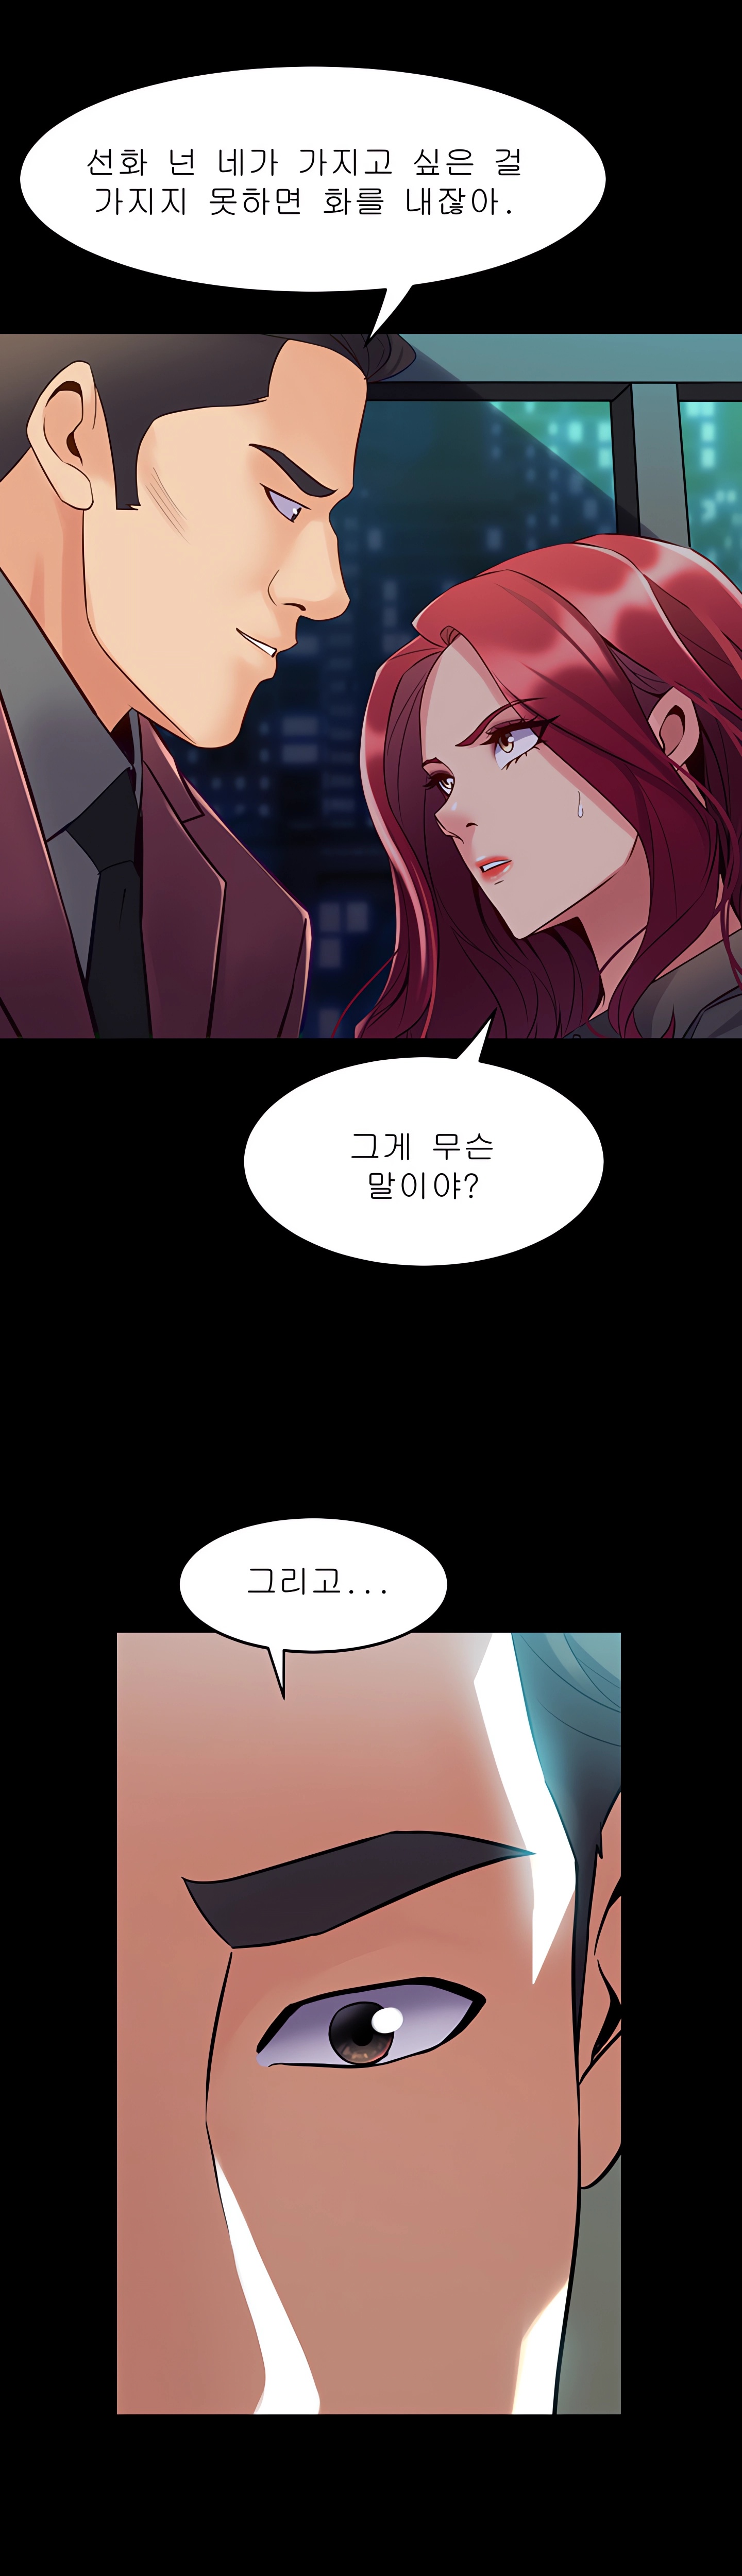 선화 넌 네가 가지고 싶은 걸
가지지 못하면 화를 내잖아.
그게 무슨
말이야?
그리고...